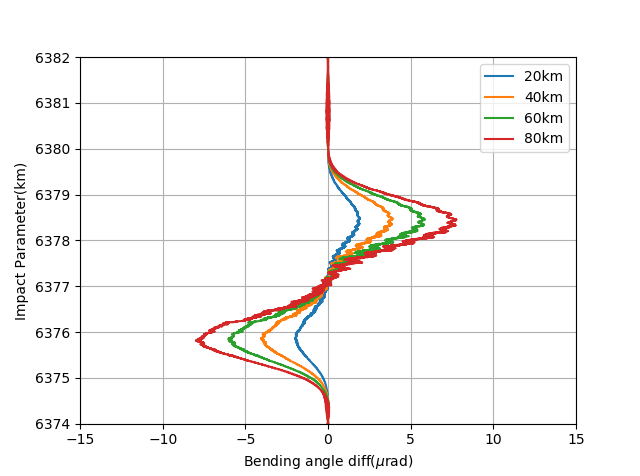 6382
6381
6380
6379
6378
6377
6376
6375
6374
−15
−10
−5
0
5
10
15
Impact Parameter(km)
Bending angle diff(μrad)
20km
40km
60km
80km